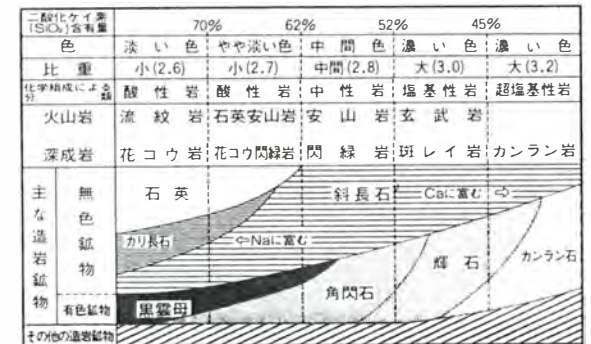 二酸化ケイ素
(SiO₂)含有量
70% 62% 52% 45%
色 淡い色 やや淡い色 中間色 濃い色 濃い色
比重 小(2.6) 小(2.7) 中間(2.8) 大(3.0) 大(3.2)
化学組成による
分類 酸性岩 酸性岩 中性岩 塩基性岩 超塩基性岩
火山岩 流紋岩 石英安山岩 安山岩 玄武岩
深成岩 花コウ岩 花コウ閃緑岩 閃緑岩 斑レイ岩 カンラン岩
主な造岩鉱物
無色鉱物
石英
斜長石
Caに富む ⇨
カリ長石
⇦Naに富む
輝石
カンラン石
角閃石
有色鉱物
黒雲母
その他の造岩鉱物